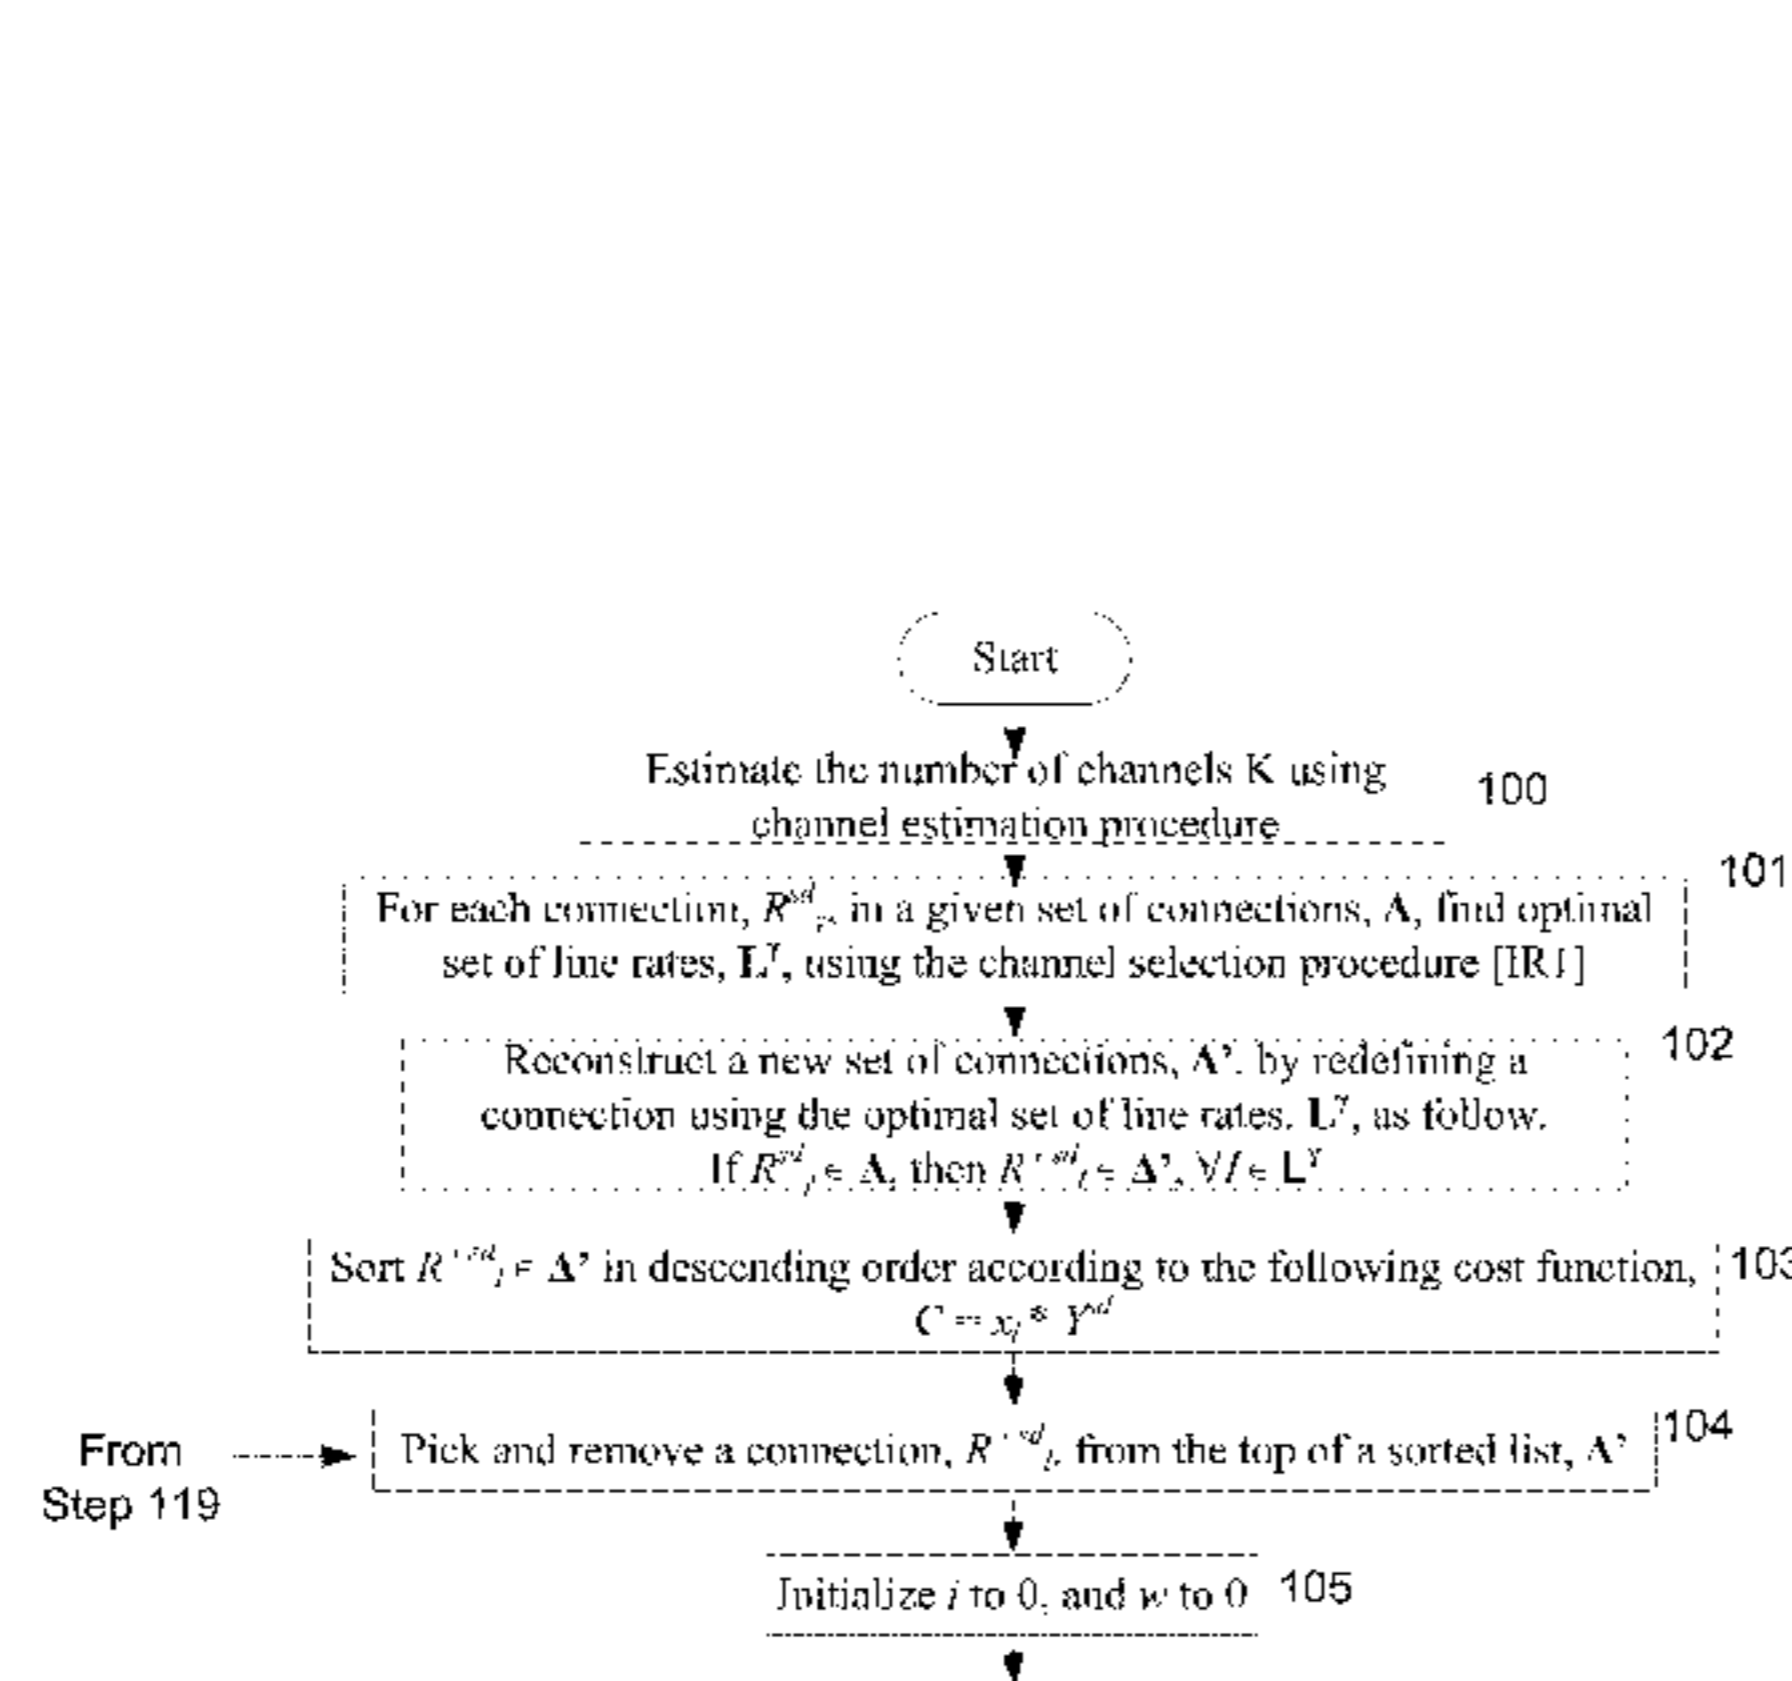 Start
Estimate the number of channels K using
channel estimation procedure
100
101
For each connection, R^sd_r, in a given set of connections, Λ, find optimal
set of line rates, L^γ, using the channel selection procedure [IR1]
102
Reconstruct a new set of connections, Λ’, by redefining a
connection using the optimal set of line rates, L^γ, as follow.
If R^sd_l ∈ Λ, then R'^sd_l ∈ Λ’, ∀l ∈ L^γ
Sort R'^sd_l ∈ Λ’ in descending order according to the following cost function,
103
C = x_l * Y^sd
104
From
Step 119
Pick and remove a connection, R'^sd_l, from the top of a sorted list, Λ’
Initialize i to 0, and w to 0
105